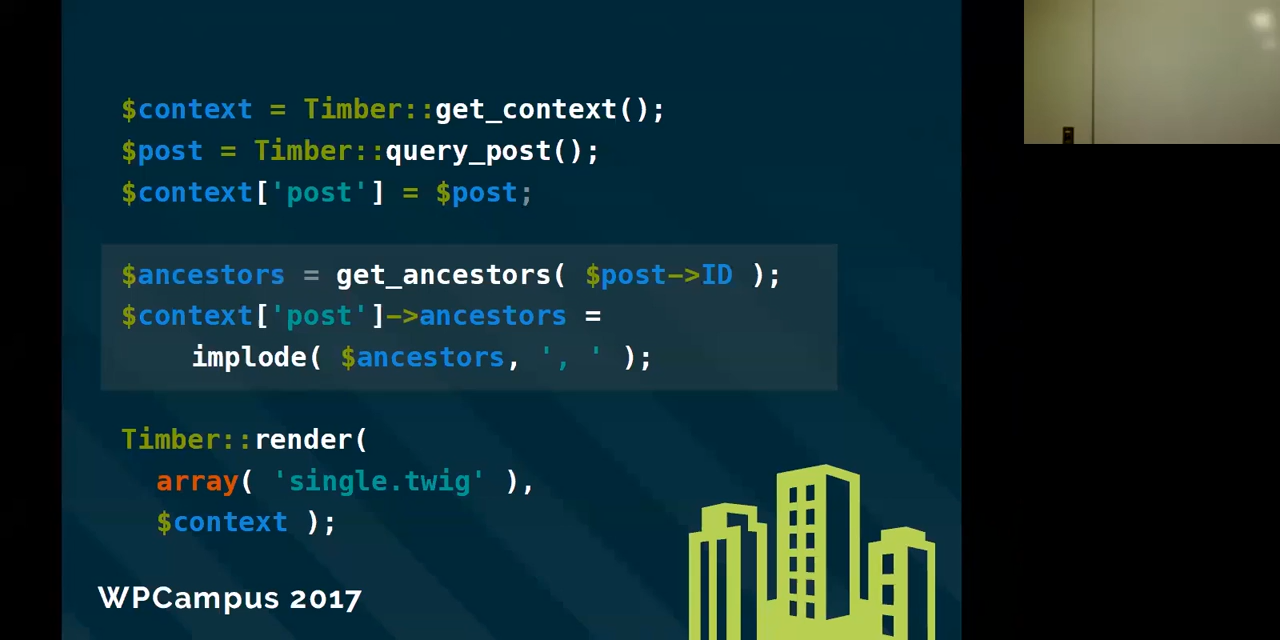 $context = Timber::get_context();
$post = Timber::query_post();
$context['post'] = $post;
$ancestors = get_ancestors( $post->ID );
$context['post']->ancestors =
implode( $ancestors, ', ' );
Timber::render(
array( 'single.twig' ),
$context );
WPCampus 2017